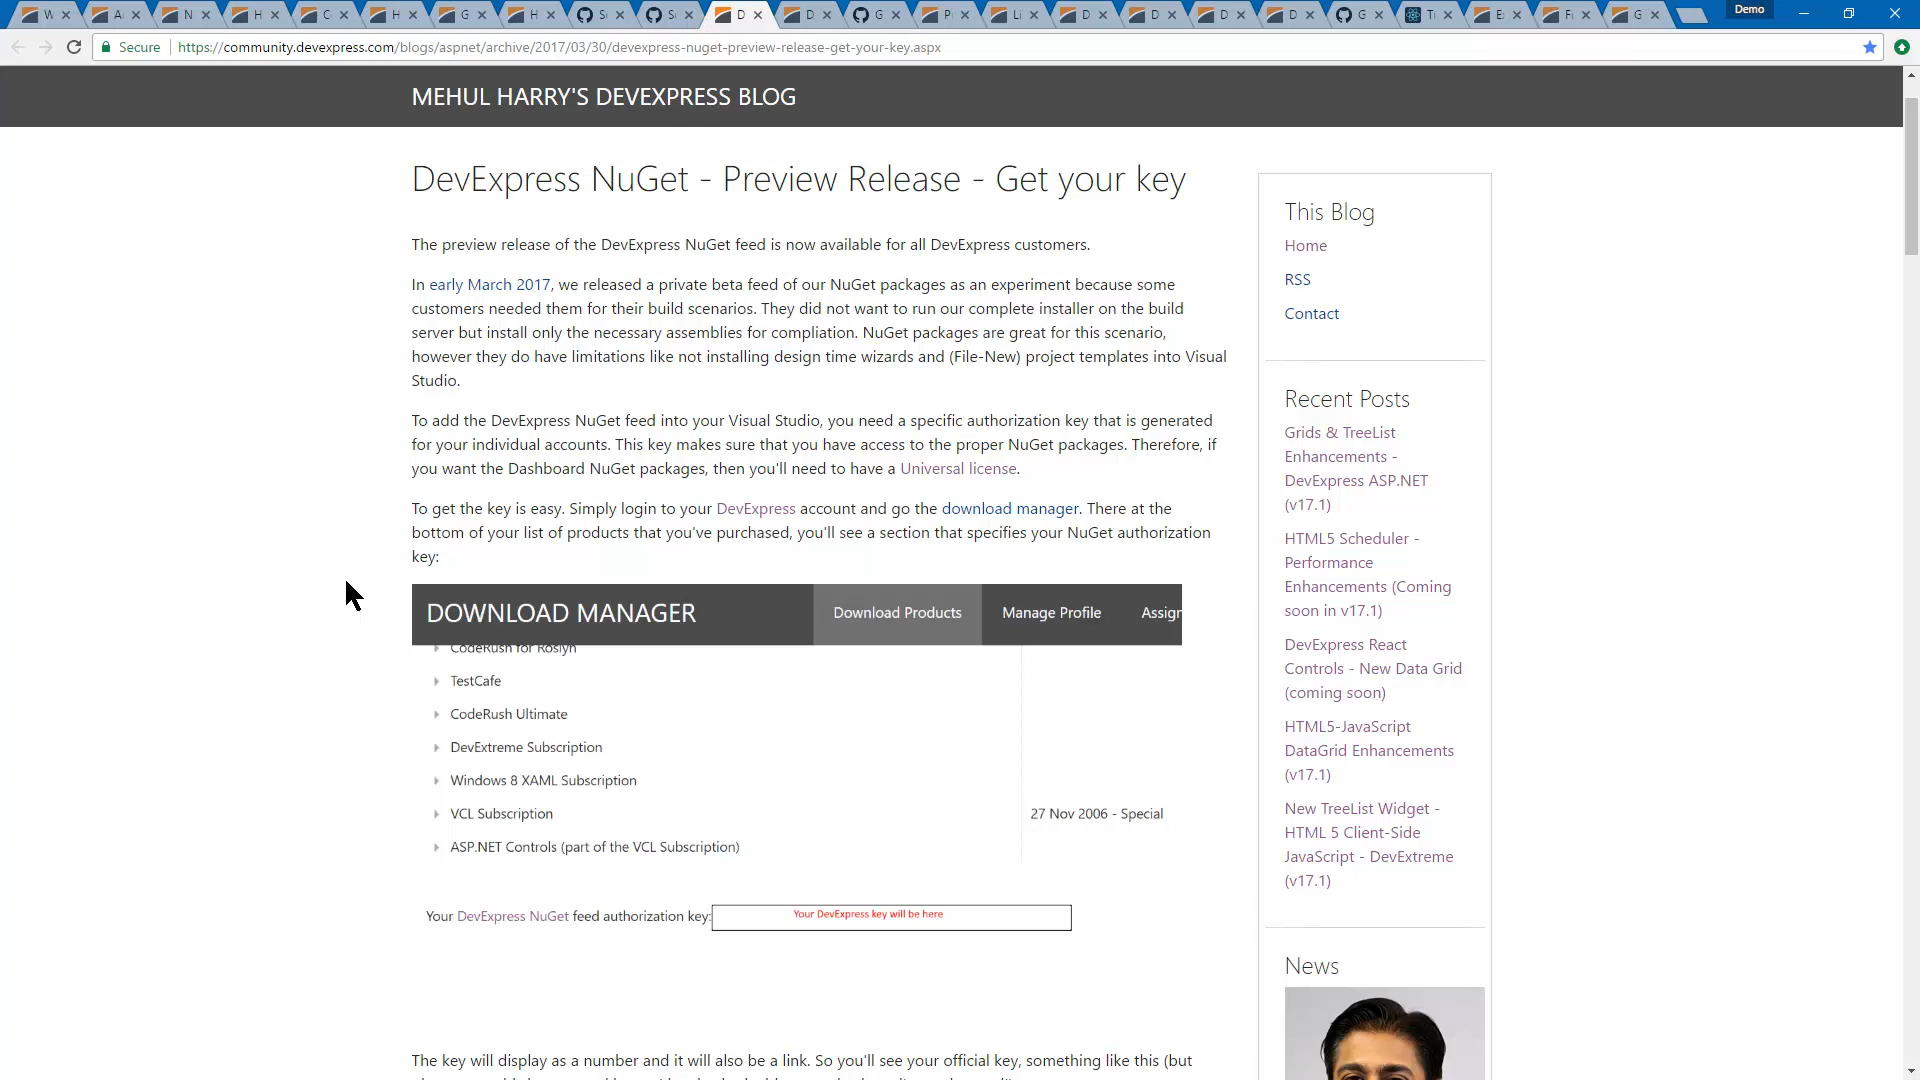 W
A
N
H
C
H
G
H
S
S
D
D
G
P
Li
D
D
D
D
G
T
E
F
G
Demo
Secure
https://community.devexpress.com/blogs/aspnet/archive/2017/03/30/devexpress-nuget-preview-release-get-your-key.aspx
MEHUL HARRY'S DEVEXPRESS BLOG
DevExpress NuGet - Preview Release - Get your key
The preview release of the DevExpress NuGet feed is now available for all DevExpress customers.
In early March 2017, we released a private beta feed of our NuGet packages as an experiment because some
customers needed them for their build scenarios. They did not want to run our complete installer on the build
server but install only the necessary assemblies for compliation. NuGet packages are great for this scenario,
however they do have limitations like not installing design time wizards and (File-New) project templates into Visual
Studio.
To add the DevExpress NuGet feed into your Visual Studio, you need a specific authorization key that is generated
for your individual accounts. This key makes sure that you have access to the proper NuGet packages. Therefore, if
you want the Dashboard NuGet packages, then you'll need to have a Universal license.
To get the key is easy. Simply login to your DevExpress account and go the download manager. There at the
bottom of your list of products that you've purchased, you'll see a section that specifies your NuGet authorization
key:
DOWNLOAD MANAGER
Download Products
Manage Profile
Assign
CodeRush for Roslyn
TestCafe
CodeRush Ultimate
DevExtreme Subscription
Windows 8 XAML Subscription
VCL Subscription
27 Nov 2006 - Special
ASP.NET Controls (part of the VCL Subscription)
Your DevExpress NuGet feed authorization key:
Your DevExpress key will be here
The key will display as a number and it will also be a link. So you'll see your official key, something like this (but
This Blog
Home
RSS
Contact
Recent Posts
Grids & TreeList
Enhancements -
DevExpress ASP.NET
(v17.1)
HTML5 Scheduler -
Performance
Enhancements (Coming
soon in v17.1)
DevExpress React
Controls - New Data Grid
(coming soon)
HTML5-JavaScript
DataGrid Enhancements
(v17.1)
New TreeList Widget -
HTML 5 Client-Side
JavaScript - DevExtreme
(v17.1)
News